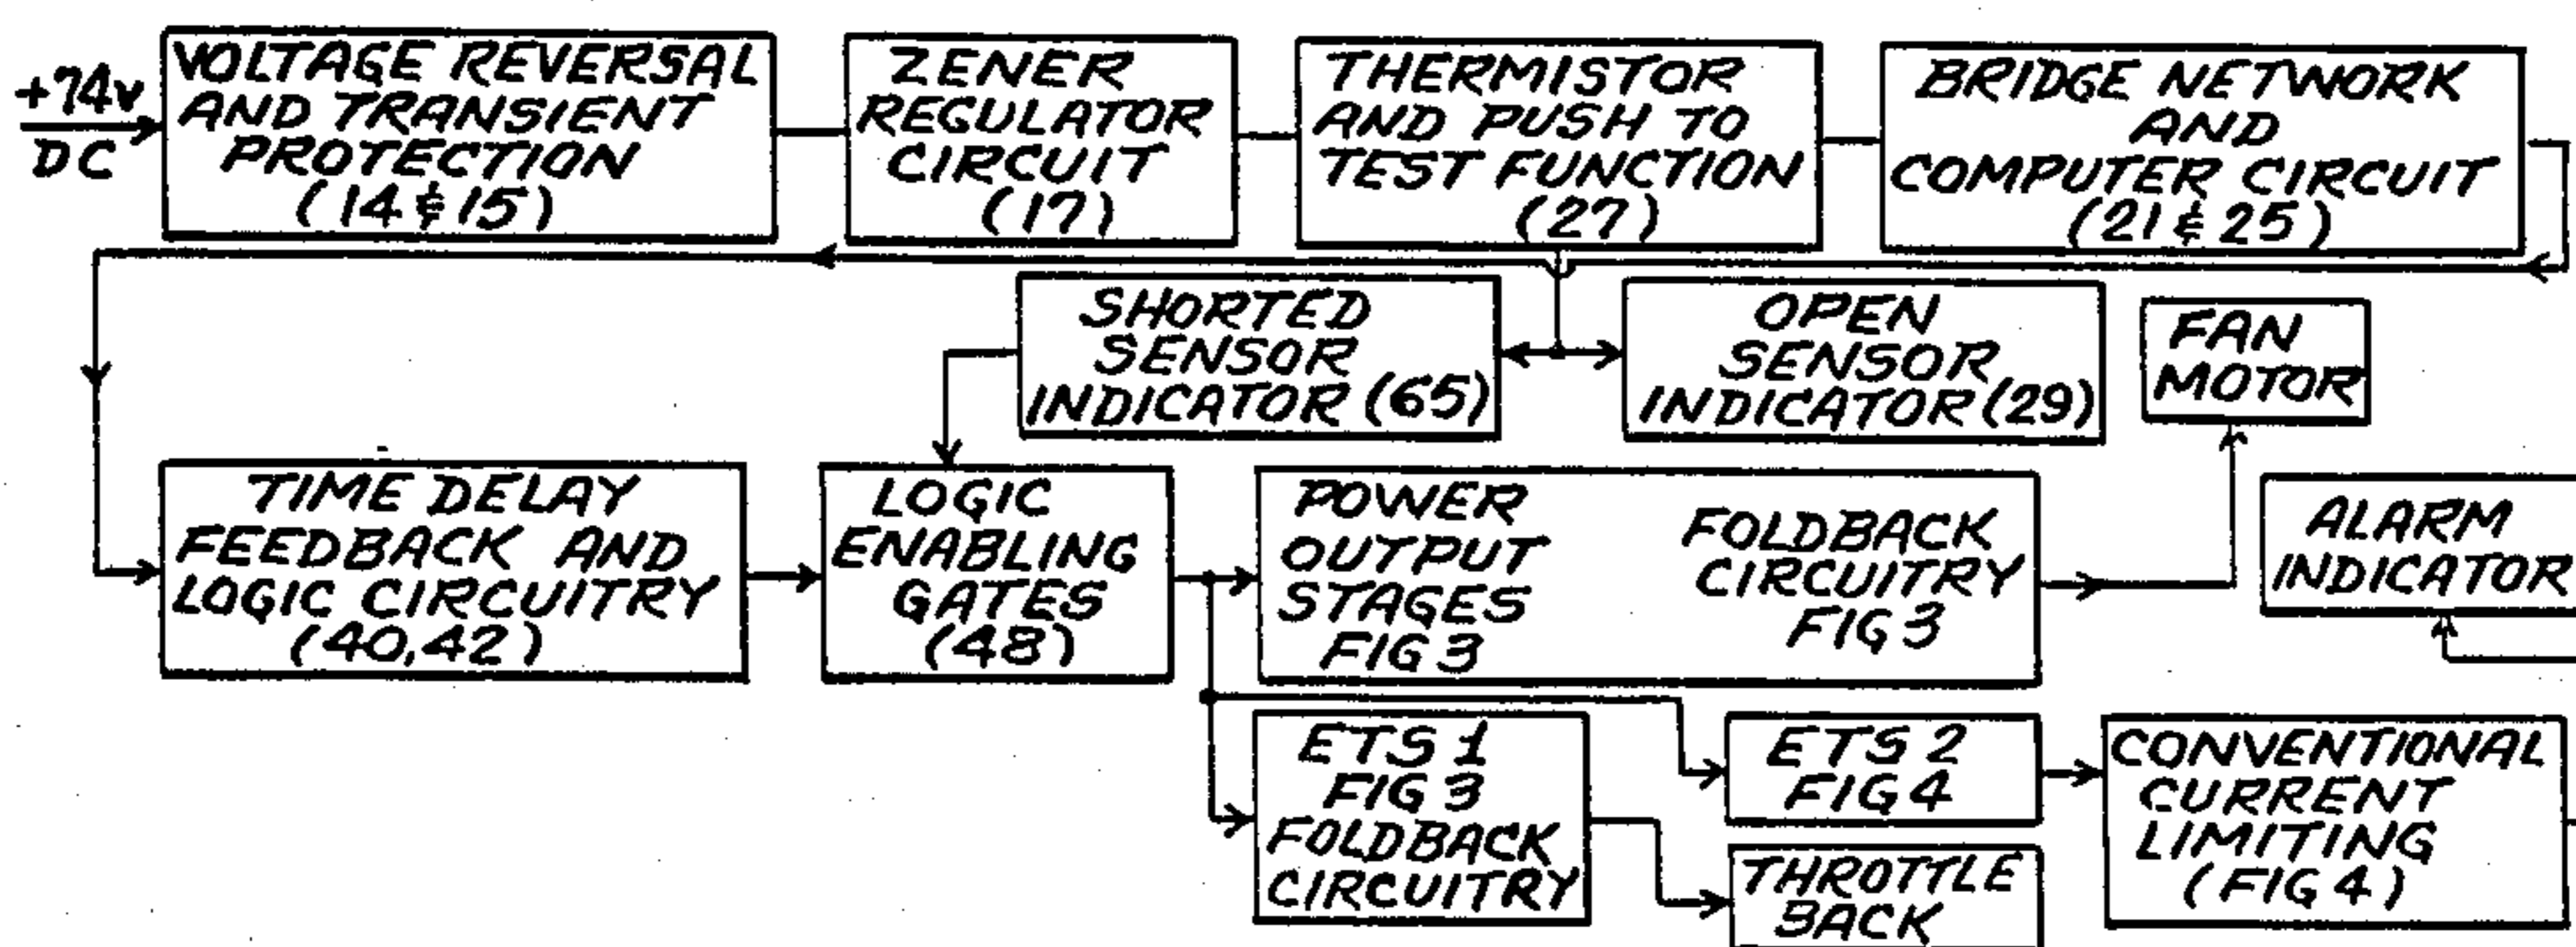 +74v
DC
VOLTAGE REVERSAL
AND TRANSIENT
PROTECTION
(14 & 15)
ZENER
REGULATOR
CIRCUIT
(17)
THERMISTOR
AND PUSH TO
TEST FUNCTION
(27)
BRIDGE NETWORK
AND
COMPUTER CIRCUIT
(21 & 25)
SHORTED
SENSOR
INDICATOR (65)
OPEN
SENSOR
INDICATOR (29)
FAN
MOTOR
TIME DELAY
FEEDBACK AND
LOGIC CIRCUITRY
(40,42)
LOGIC
ENABLING
GATES
(48)
POWER
OUTPUT
STAGES
FIG 3
FOLDBACK
CIRCUITRY
FIG 3
ALARM
INDICATOR
ETS 1
FIG 3
FOLDBACK
CIRCUITRY
ETS 2
FIG 4
CONVENTIONAL
CURRENT
LIMITING
(FIG 4)
THROTTLE
BACK